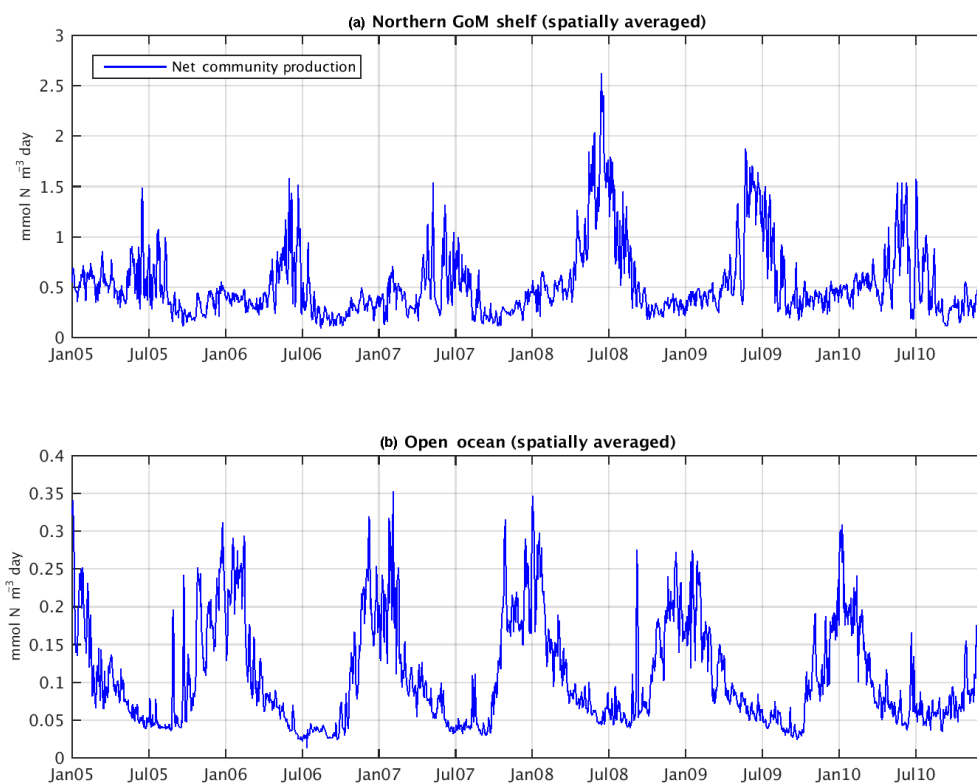 (a) Northern GoM shelf (spatially averaged)
3
2.5
2
1.5
1
0.5
0
mmol N m⁻³ day
Net community production
Jan05 Jul05 Jan06 Jul06 Jan07 Jul07 Jan08 Jul08 Jan09 Jul09 Jan10 Jul10
(b) Open ocean (spatially averaged)
0.4
0.35
0.3
0.25
0.2
0.15
0.1
0.05
0
mmol N m⁻³ day
Jan05 Jul05 Jan06 Jul06 Jan07 Jul07 Jan08 Jul08 Jan09 Jul09 Jan10 Jul10